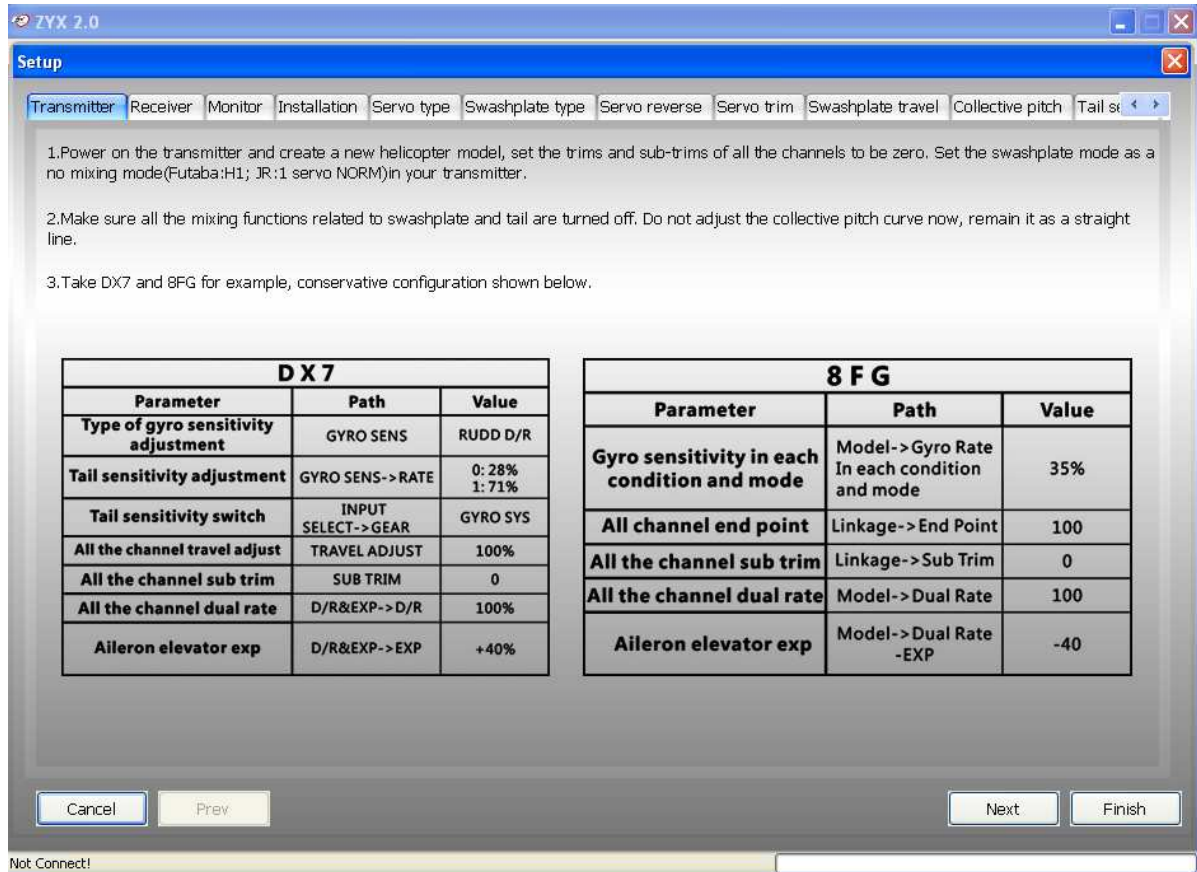 ZYX 2.0
Setup
Transmitter Receiver Monitor Installation Servo type Swashplate type Servo reverse Servo trim Swashplate travel Collective pitch Tail se
1.Power on the transmitter and create a new helicopter model, set the trims and sub-trims of all the channels to be zero. Set the swashplate mode as a
no mixing mode(Futaba:H1; JR:1 servo NORM)in your transmitter.
2.Make sure all the mixing functions related to swashplate and tail are turned off. Do not adjust the collective pitch curve now, remain it as a straight
line.
3.Take DX7 and 8FG for example, conservative configuration shown below.
DX7
Parameter Path Value
Type of gyro sensitivity
adjustment
GYRO SENS
RUDD D/R
Tail sensitivity adjustment
GYRO SENS->RATE
0: 28%
1: 71%
Tail sensitivity switch
INPUT
SELECT->GEAR
GYRO SYS
All the channel travel adjust TRAVEL ADJUST 100%
All the channel sub trim SUB TRIM 0
All the channel dual rate D/R&EXP->D/R 100%
Aileron elevator exp D/R&EXP->EXP +40%
8FG
Parameter Path Value
Gyro sensitivity in each
condition and mode
Model->Gyro Rate
In each condition
and mode
35%
All channel end point Linkage->End Point 100
All the channel sub trim Linkage->Sub Trim 0
All the channel dual rate Model->Dual Rate 100
Aileron elevator exp
Model->Dual Rate
-EXP
-40
Cancel Prev Next Finish
Not Connect!